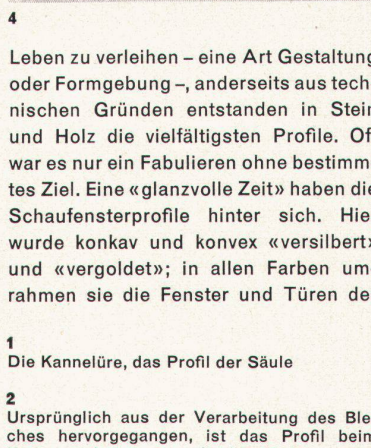 4
Leben zu verleihen – eine Art Gestaltung
oder Formgebung –, anderseits aus tech
nischen Gründen entstanden in Stein
und Holz die vielfältigsten Profile. Of
war es nur ein Fabulieren ohne bestimm
tes Ziel. Eine «glanzvolle Zeit» haben die
Schaufensterprofile hinter sich. Hie
wurde konkav und konvex «versilbert»
und «vergoldet»; in allen Farben um
rahmen sie die Fenster und Türen de
1
Die Kannelüre, das Profil der Säule
2
Ursprünglich aus der Verarbeitung des Ble
ches hervorgegangen, ist das Profil beim